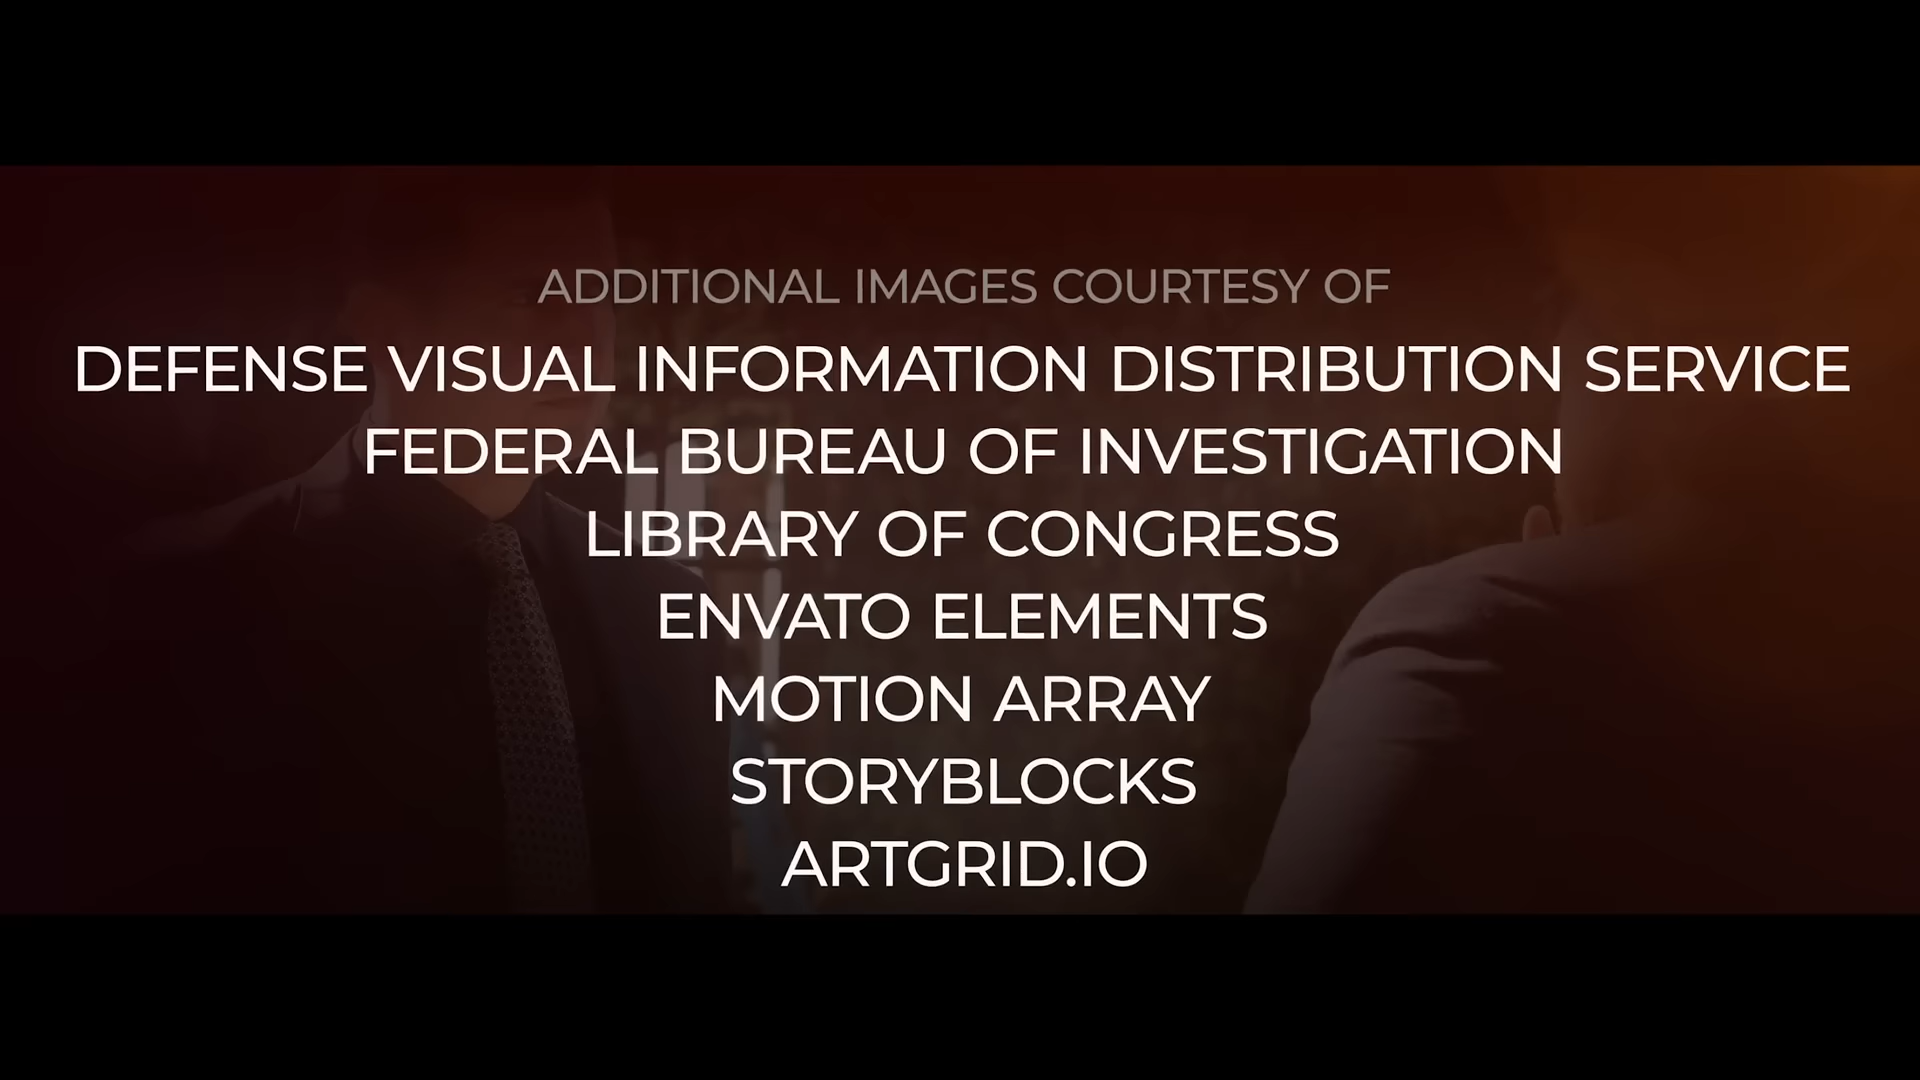 ADDITIONAL IMAGES COURTESY OF
DEFENSE VISUAL INFORMATION DISTRIBUTION SERVICE
FEDERAL BUREAU OF INVESTIGATION
LIBRARY OF CONGRESS
ENVATO ELEMENTS
MOTION ARRAY
STORYBLOCKS
ARTGRID.IO